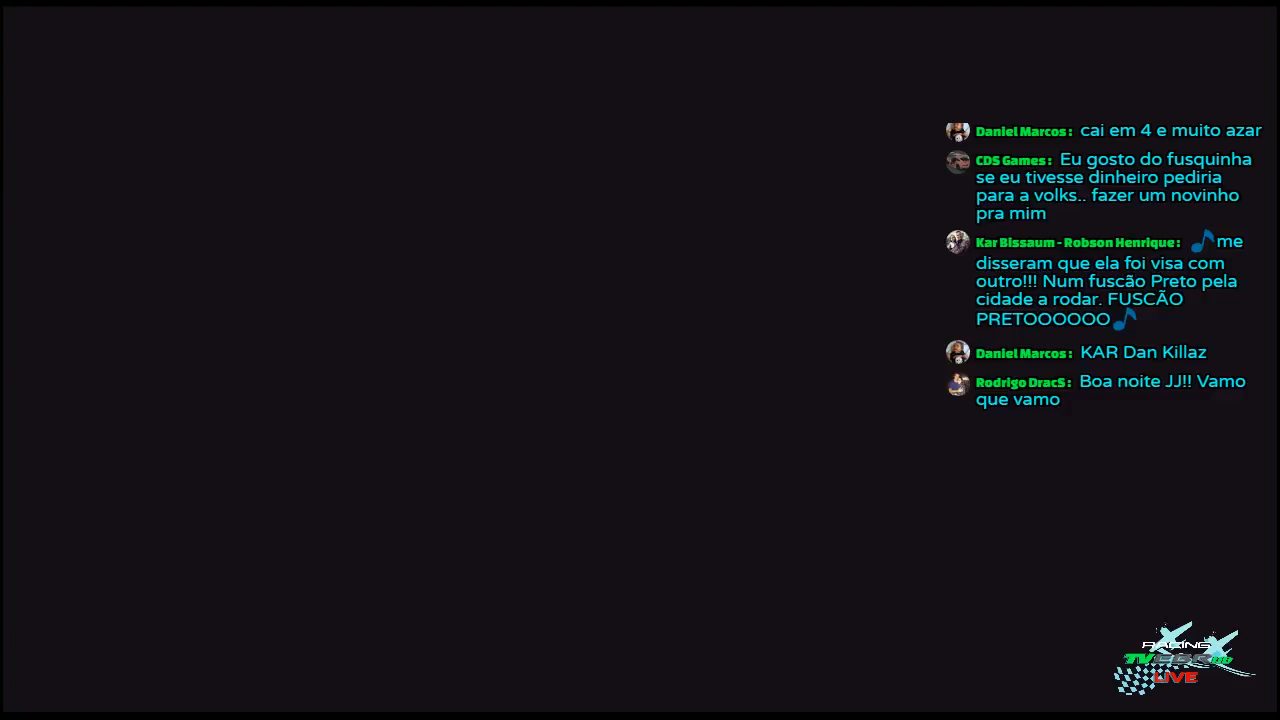 Daniel Marcos : cai em 4 e muito azar
CDS Games : Eu gosto do fusquinha
se eu tivesse dinheiro pediria
para a volks.. fazer um novinho
pra mim
Kar Bissaum - Robson Henrique : 🎵me
disseram que ela foi visa com
outro!!! Num fuscão Preto pela
cidade a rodar. FUSCÃO
PRETOOOOOO🎵
Daniel Marcos : KAR Dan Killaz
Rodrigo DracS : Boa noite JJ!! Vamo
que vamo
RACING
LIVE